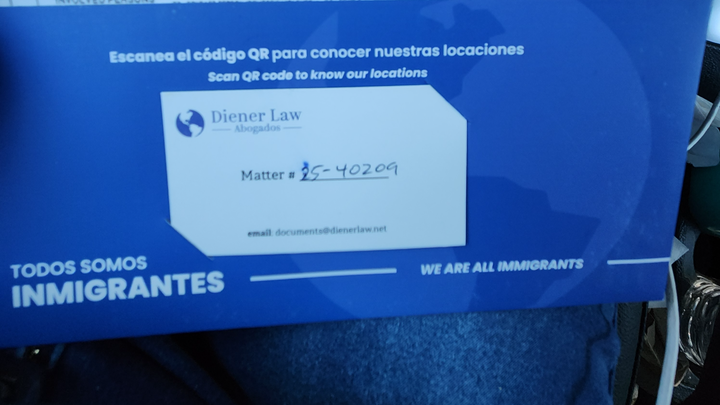 Escanea el código QR para conocer nuestras locaciones
Scan QR code to know our locations
Diener Law
Abogados
Matter # 25-40209
email: documents@dienerlaw.net
TODOS SOMOS
INMIGRANTES
WE ARE ALL IMMIGRANTS